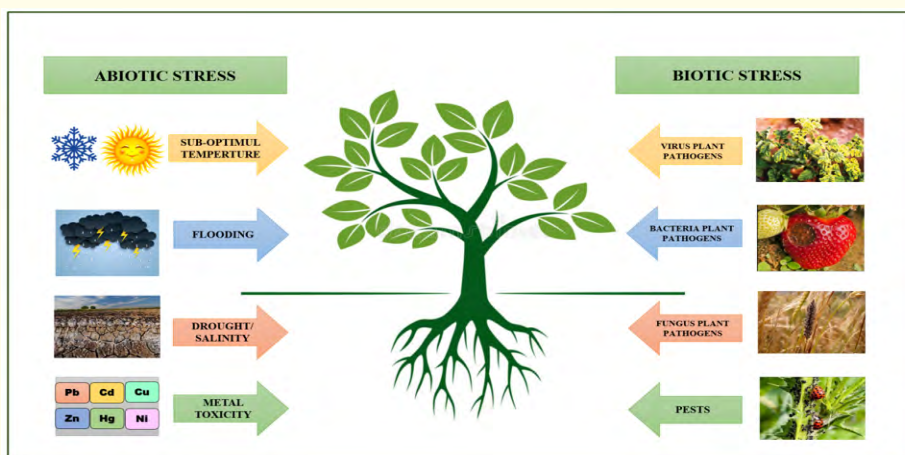 ABIOTIC STRESS
BIOTIC STRESS
SUB-OPTIMUL
TEMPERTURE
VIRUS PLANT
PATHOGENS
FLOODING
BACTERIA PLANT
PATHOGENS
DROUGHT/
SALINITY
FUNGUS PLANT
PATHOGENS
Pb Cd Cu
Zn Hg Ni
METAL
TOXICITY
PESTS